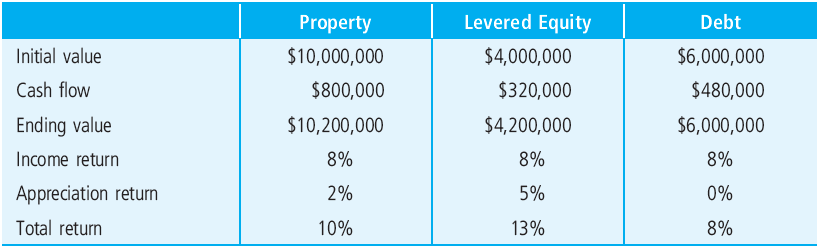 Property Levered Equity Debt
Initial value $10,000,000 $4,000,000 $6,000,000
Cash flow $800,000 $320,000 $480,000
Ending value $10,200,000 $4,200,000 $6,000,000
Income return 8% 8% 8%
Appreciation return 2% 5% 0%
Total return 10% 13% 8%